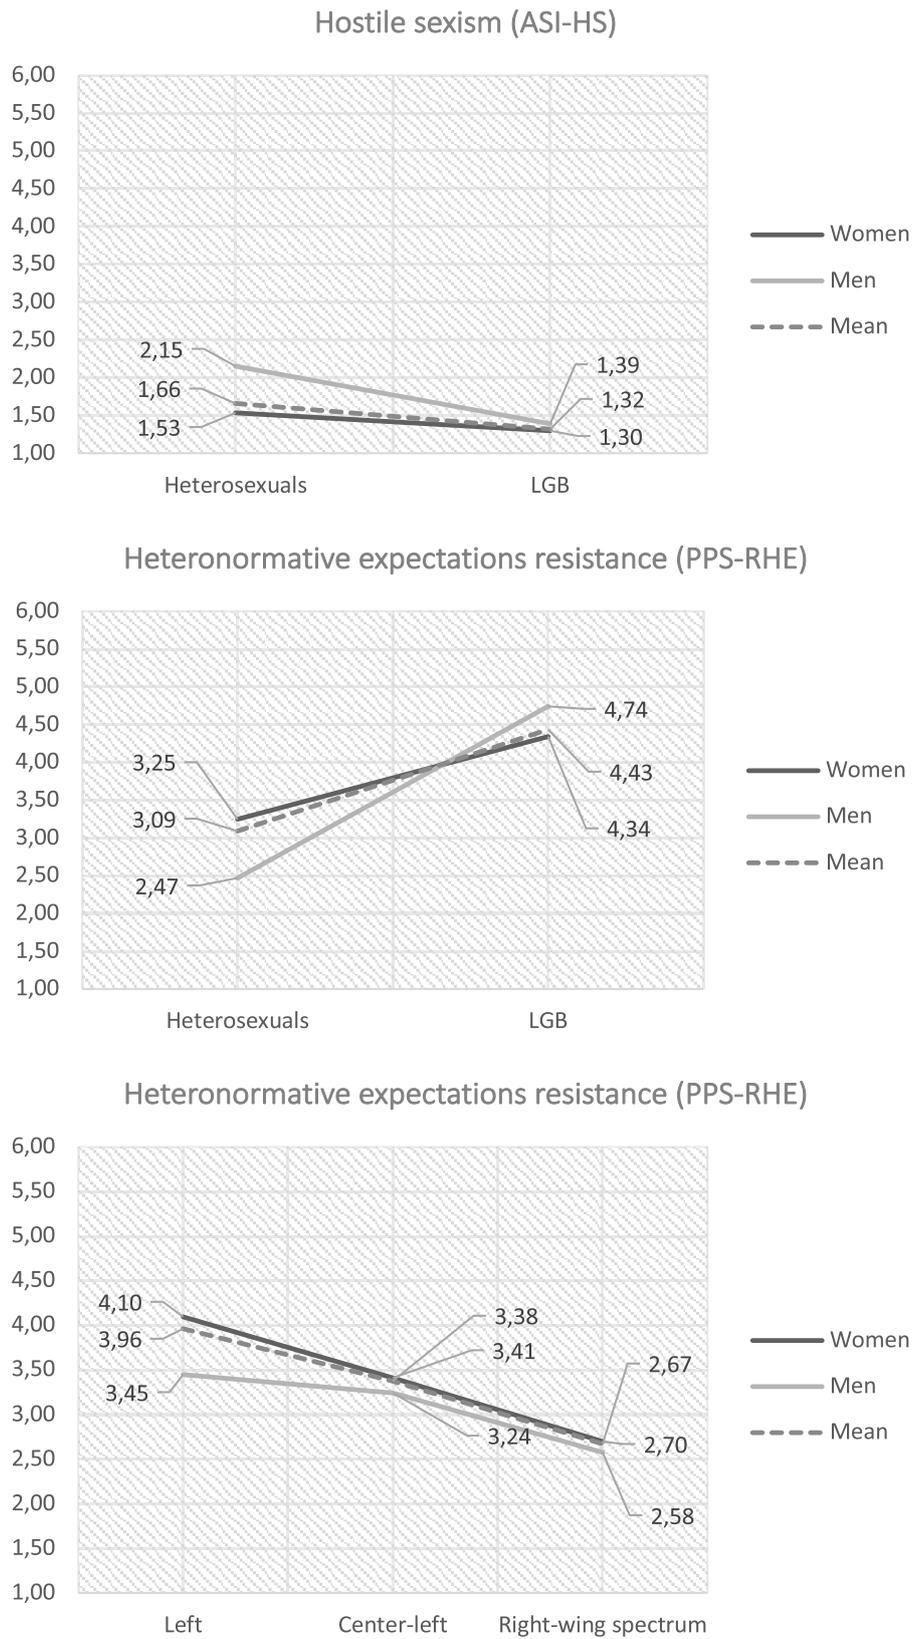 Hostile sexism (ASI-HS)
6,00
5,50
5,00
4,50
4,00
3,50
3,00
2,50
2,00
1,50
1,00
2,15
1,66
1,53
1,39
1,32
1,30
Heterosexuals
LGB
Women
Men
Mean
Heteronormative expectations resistance (PPS-RHE)
6,00
5,50
5,00
4,50
4,00
3,50
3,00
2,50
2,00
1,50
1,00
3,25
3,09
2,47
4,74
4,43
4,34
Heterosexuals
LGB
Women
Men
Mean
Heteronormative expectations resistance (PPS-RHE)
6,00
5,50
5,00
4,50
4,00
3,50
3,00
2,50
2,00
1,50
1,00
4,10
3,96
3,45
3,38
3,41
3,24
2,67
2,70
2,58
Left
Center-left
Right-wing spectrum
Women
Men
Mean